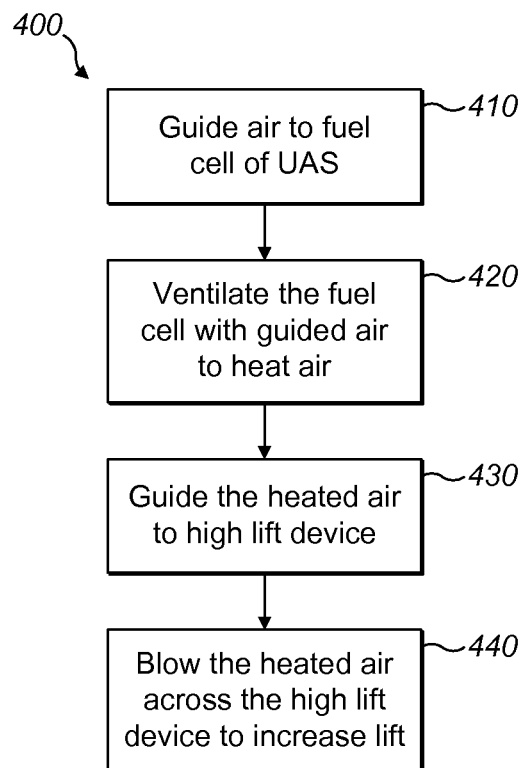 400
410
Guide air to fuel
cell of UAS
420
Ventilate the fuel
cell with guided air
to heat air
430
Guide the heated air
to high lift device
440
Blow the heated air
across the high lift
device to increase lift